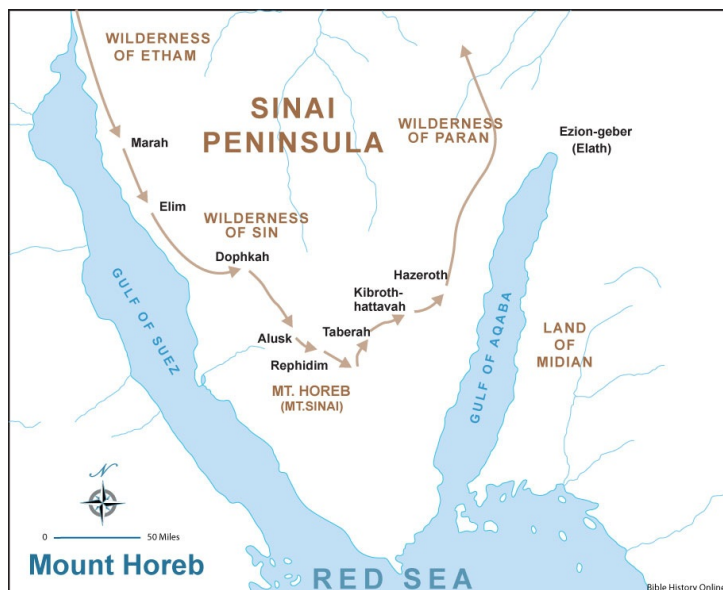 WILDERNESS
OF ETHAM
SINAI
PENINSULA
WILDERNESS
OF PARAN
Ezion-geber
(Elath)
Marah
Elim
WILDERNESS
OF SIN
Dophkah
Hazeroth
Kibroth-
hattavah
GULF OF SUEZ
Alusk
Taberah
Rephidim
GULF OF AQABA
LAND
OF
MIDIAN
MT. HOREB
(MT.SINAI)
N
0 50 Miles
Mount Horeb
RED SEA
Bible History Online